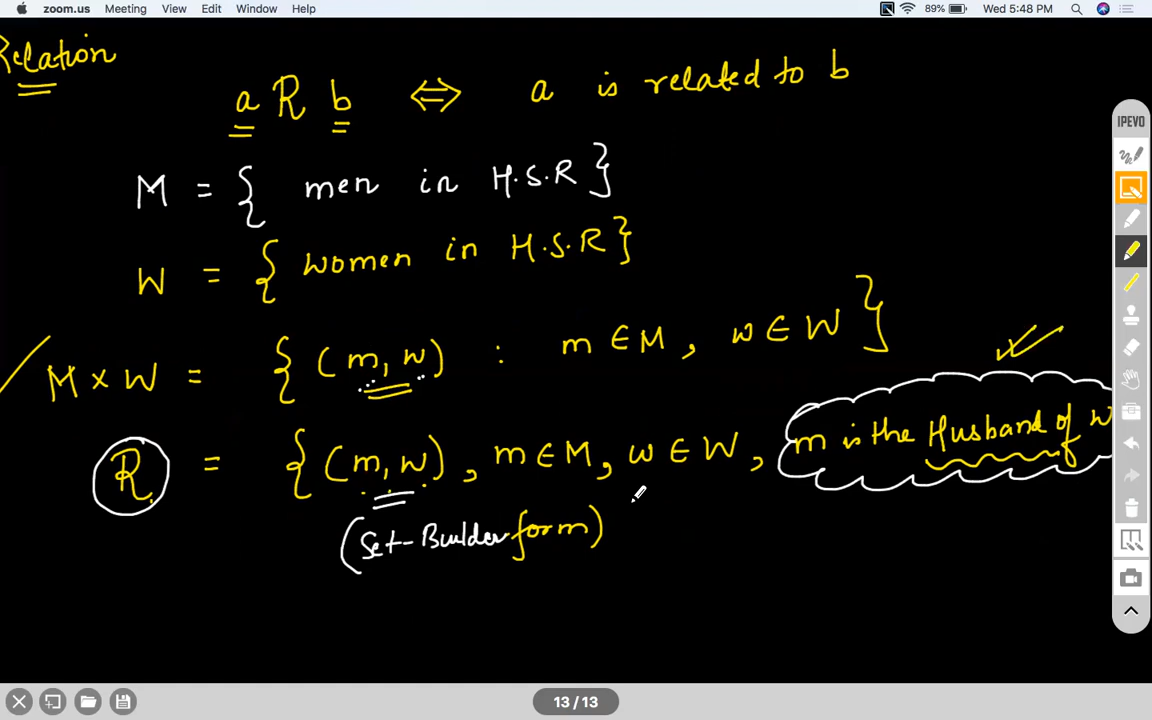 zoom.us Meeting View Edit Window Help 89% Wed 5:48 PM
Relation
a R b ⇔ a is related to b
IPEVO
M = { men in H.S.R }
W = { women in H.S.R }
M × W = { (m, w) : m ∈ M, w ∈ W }
R = { (m, w), m ∈ M, w ∈ W, m is the Husband of w
(Set-Builder form)
13 / 13